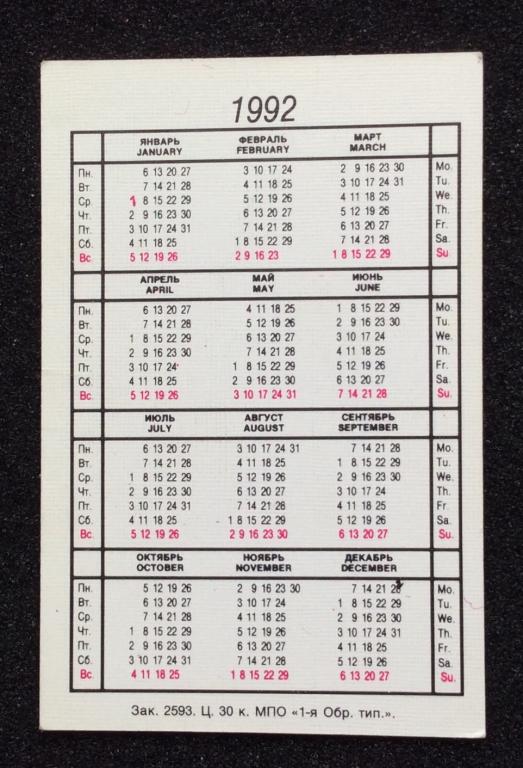 1992
ЯНВАРЬ ФЕВРАЛЬ МАРТ
JANUARY FEBRUARY MARCH
Пн. 6 13 20 27 3 10 17 24 2 9 16 23 30 Mo.
Вт. 7 14 21 28 4 11 18 25 3 10 17 24 31 Tu.
Ср. 1 8 15 22 29 5 12 19 26 4 11 18 25 We.
Чт. 2 9 16 23 30 6 13 20 27 5 12 19 26 Th.
Пт. 3 10 17 24 31 7 14 21 28 6 13 20 27 Fr.
Сб. 4 11 18 25 1 8 15 22 29 7 14 21 28 Sa.
Вс. 5 12 19 26 2 9 16 23 1 8 15 22 29 Su.
АПРЕЛЬ МАЙ ИЮНЬ
APRIL MAY JUNE
Пн. 6 13 20 27 4 11 18 25 1 8 15 22 29 Mo.
Вт. 7 14 21 28 5 12 19 26 2 9 16 23 30 Tu.
Ср. 1 8 15 22 29 6 13 20 27 3 10 17 24 We.
Чт. 2 9 16 23 30 7 14 21 28 4 11 18 25 Th.
Пт. 3 10 17 24 1 8 15 22 29 5 12 19 26 Fr.
Сб. 4 11 18 25 2 9 16 23 30 6 13 20 27 Sa.
Вс. 5 12 19 26 3 10 17 24 31 7 14 21 28 Su.
ИЮЛЬ АВГУСТ СЕНТЯБРЬ
JULY AUGUST SEPTEMBER
Пн. 6 13 20 27 3 10 17 24 31 7 14 21 28 Mo.
Вт. 7 14 21 28 4 11 18 25 1 8 15 22 29 Tu.
Ср. 1 8 15 22 29 5 12 19 26 2 9 16 23 30 We.
Чт. 2 9 16 23 30 6 13 20 27 3 10 17 24 Th.
Пт. 3 10 17 24 31 7 14 21 28 4 11 18 25 Fr.
Сб. 4 11 18 25 1 8 15 22 29 5 12 19 26 Sa.
Вс. 5 12 19 26 2 9 16 23 30 6 13 20 27 Su.
ОКТЯБРЬ НОЯБРЬ ДЕКАБРЬ
OCTOBER NOVEMBER DECEMBER
Пн. 5 12 19 26 2 9 16 23 30 7 14 21 28 Mo.
Вт. 6 13 20 27 3 10 17 24 1 8 15 22 29 Tu.
Ср. 7 14 21 28 4 11 18 25 2 9 16 23 30 We.
Чт. 1 8 15 22 29 5 12 19 26 3 10 17 24 31 Th.
Пт. 2 9 16 23 30 6 13 20 27 4 11 18 25 Fr.
Сб. 3 10 17 24 31 7 14 21 28 5 12 19 26 Sa.
Вс. 4 11 18 25 1 8 15 22 29 6 13 20 27 Su.
Зак. 2593. Ц. 30 к. МПО «1-я Обр. тип.».